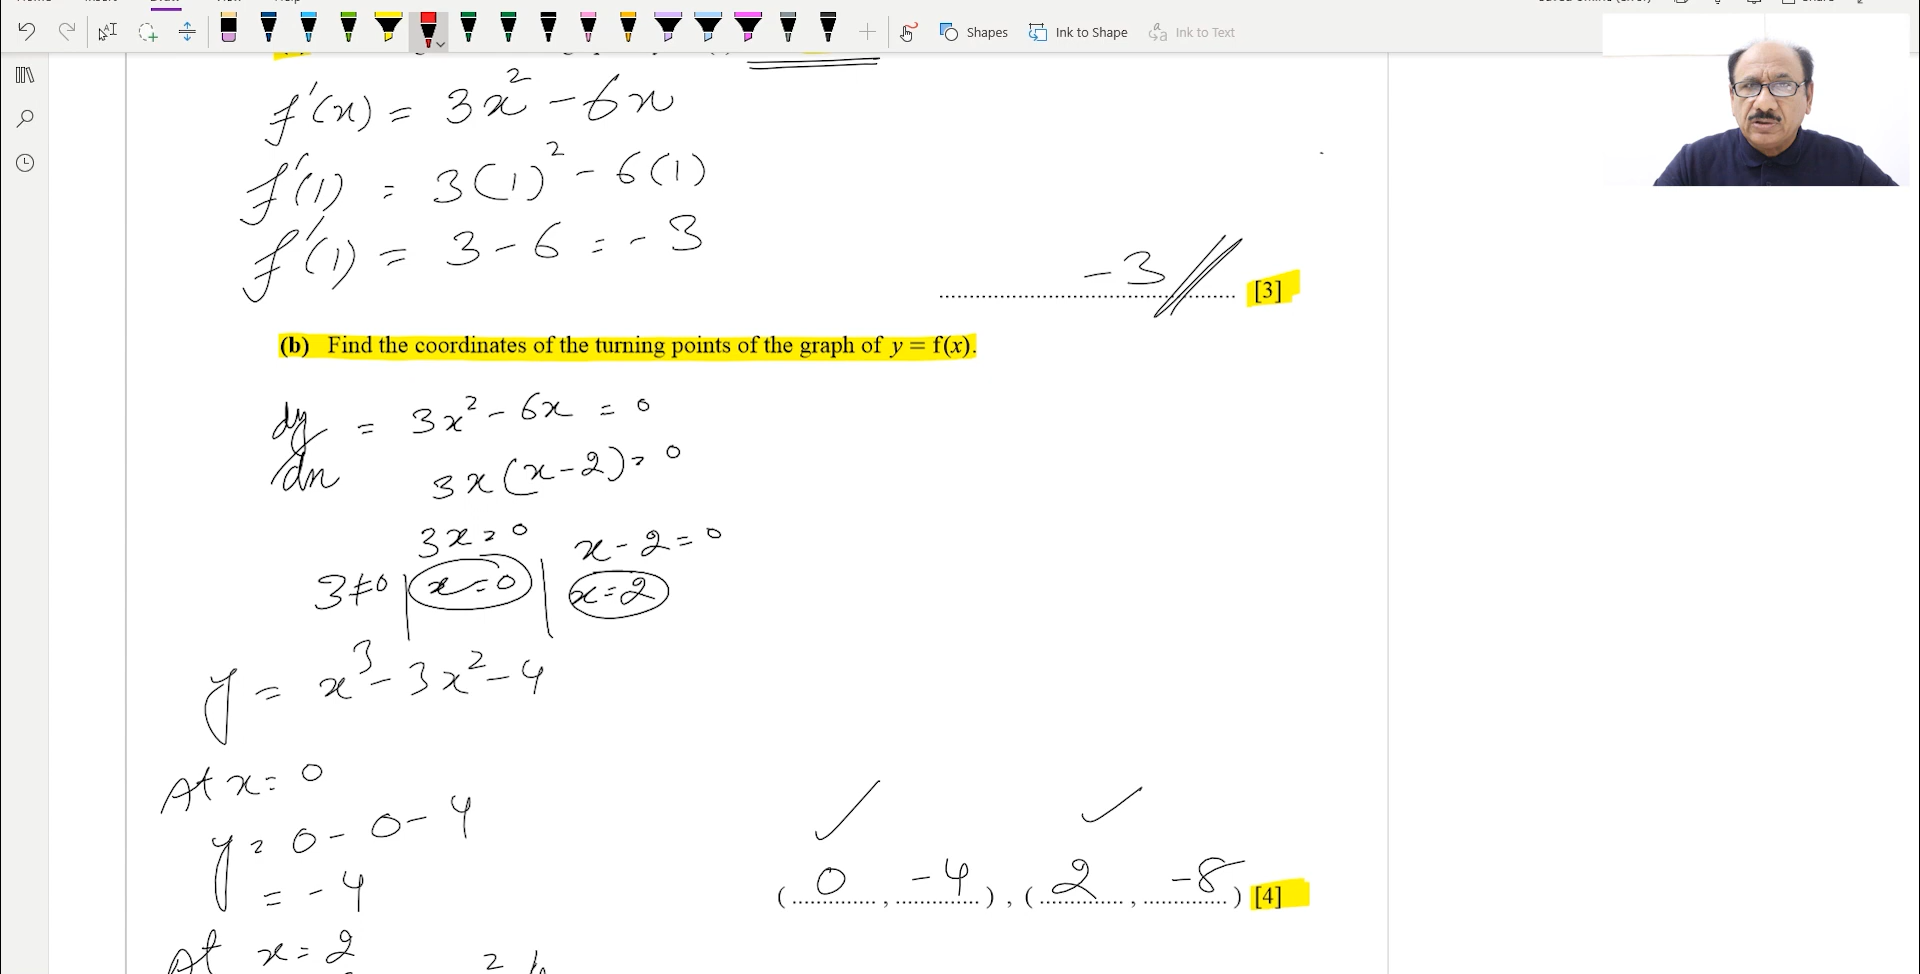 Shapes Ink to Shape Ink to Text
f'(x) = 3x² - 6x
f'(1) = 3(1)² - 6(1)
f'(1) = 3 - 6 = - 3
-3 [3]
(b) Find the coordinates of the turning points of the graph of y = f(x).
dy/dx = 3x² - 6x = 0
3x(x-2) = 0
3x = 0 x - 2 = 0
3≠0 | x = 0 | x = 2
y = x³ - 3x² - 4
At x = 0
y = 0 - 0 - 4
= - 4
(0, -4), (2, -8) [4]
At x = 2